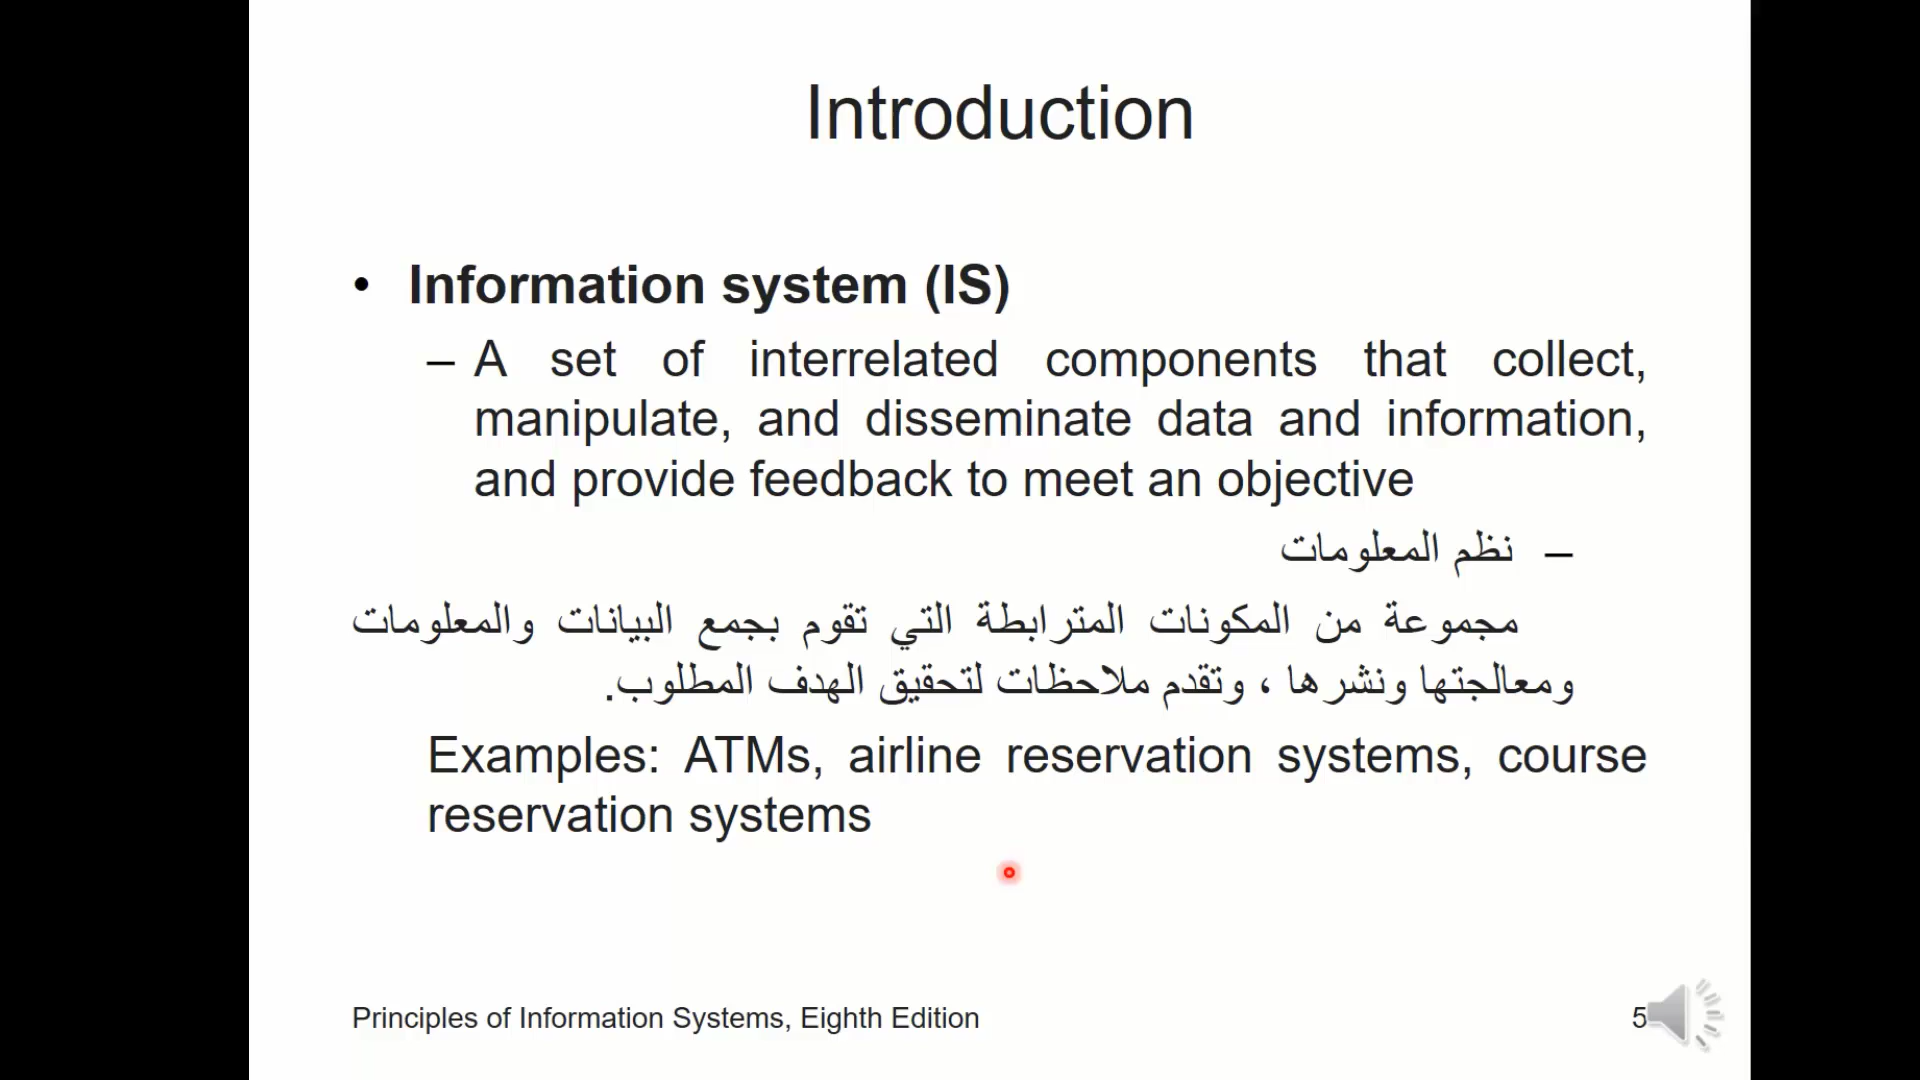 Introduction
• Information system (IS)
– A set of interrelated components that collect,
manipulate, and disseminate data and information,
and provide feedback to meet an objective
– نظم المعلومات
مجموعة من المكونات المترابطة التي تقوم بجمع البيانات والمعلومات
ومعالجتها ونشرها ، وتقدم ملاحظات لتحقيق الهدف المطلوب.
Examples: ATMs, airline reservation systems, course
reservation systems
Principles of Information Systems, Eighth Edition
5